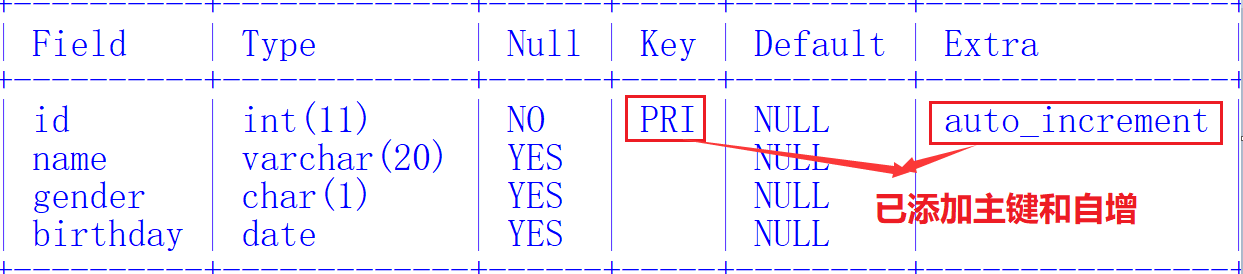 Field Type Null Key Default Extra
id int(11) NO PRI NULL auto_increment
name varchar(20) YES NULL
gender char(1) YES NULL
birthday date YES NULL
已添加主键和自增